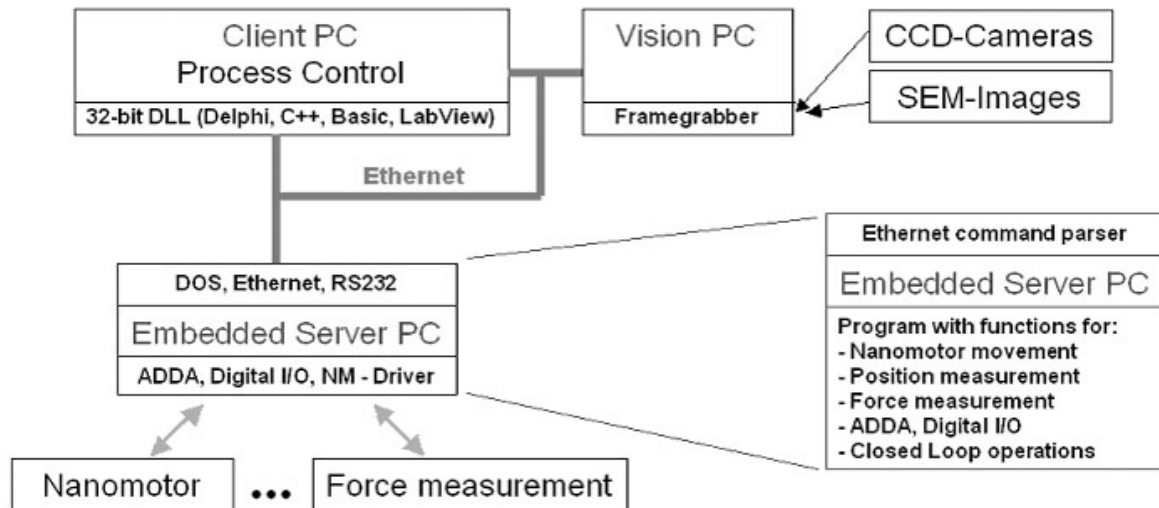 Client PC
Process Control
32-bit DLL (Delphi, C++, Basic, LabView)
Vision PC
Framegrabber
CCD-Cameras
SEM-Images
Ethernet
DOS, Ethernet, RS232
Embedded Server PC
ADDA, Digital I/O, NM - Driver
Nanomotor
...
Force measurement
Ethernet command parser
Embedded Server PC
Program with functions for:
- Nanomotor movement
- Position measurement
- Force measurement
- ADDA, Digital I/O
- Closed Loop operations